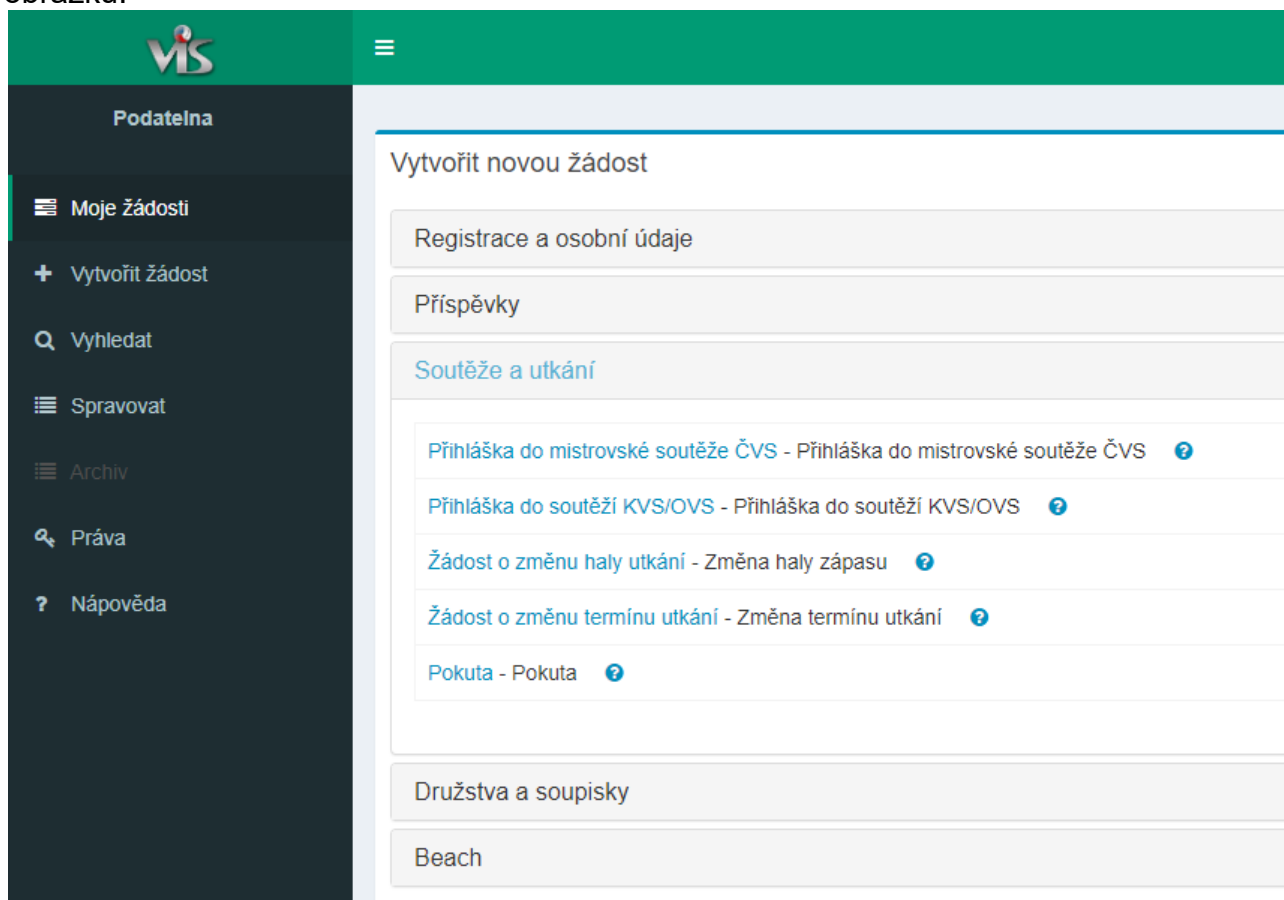 vis
Podatelna
Moje žádosti
Vytvořit žádost
Vyhledat
Spravovat
Archiv
Práva
? Nápověda
Vytvořit novou žádost
Registrace a osobní údaje
Příspěvky
Soutěže a utkání
Přihláška do mistrovské soutěže ČVS - Přihláška do mistrovské soutěže ČVS ?
Přihláška do soutěží KVS/OVS - Přihláška do soutěží KVS/OVS ?
Žádost o změnu haly utkání - Změna haly zápasu ?
Žádost o změnu termínu utkání - Změna termínu utkání ?
Pokuta - Pokuta ?
Družstva a soupisky
Beach